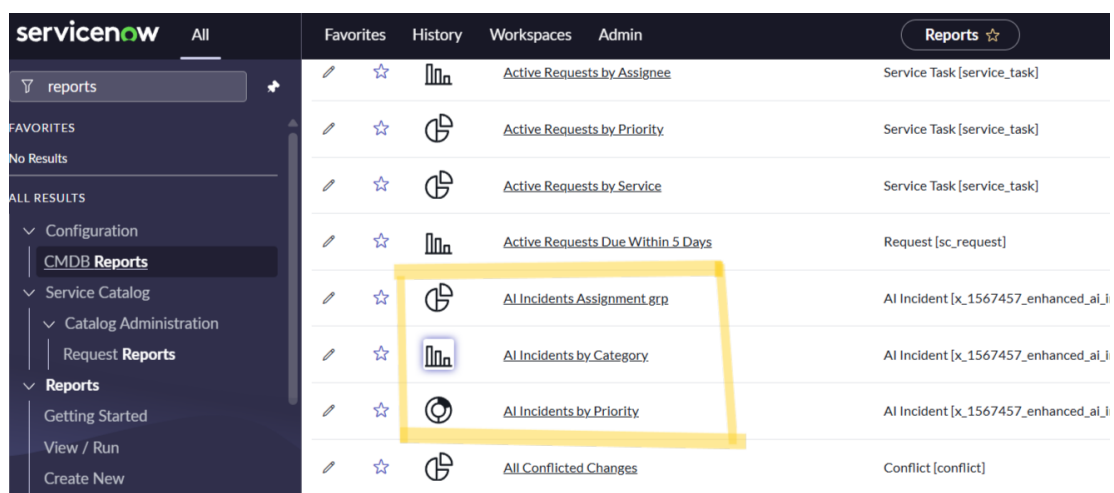 servicenow All Favorites History Workspaces Admin Reports
reports
FAVORITES
No Results
ALL RESULTS
Configuration
CMDB Reports
Service Catalog
Catalog Administration
Request Reports
Reports
Getting Started
View / Run
Create New
Active Requests by Assignee Service Task [service_task]
Active Requests by Priority Service Task [service_task]
Active Requests by Service Service Task [service_task]
Active Requests Due Within 5 Days Request [sc_request]
AI Incidents Assignment grp AI Incident [x_1567457_enhanced_ai_i
AI Incidents by Category AI Incident [x_1567457_enhanced_ai_i
AI Incidents by Priority AI Incident [x_1567457_enhanced_ai_i
All Conflicted Changes Conflict [conflict]